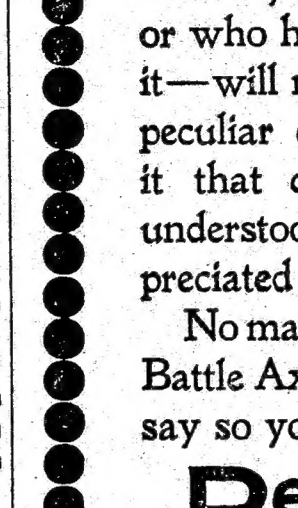 or who h
it—will
peculiar
it that
understoo
preciated
No ma
Battle Ax
say so yo